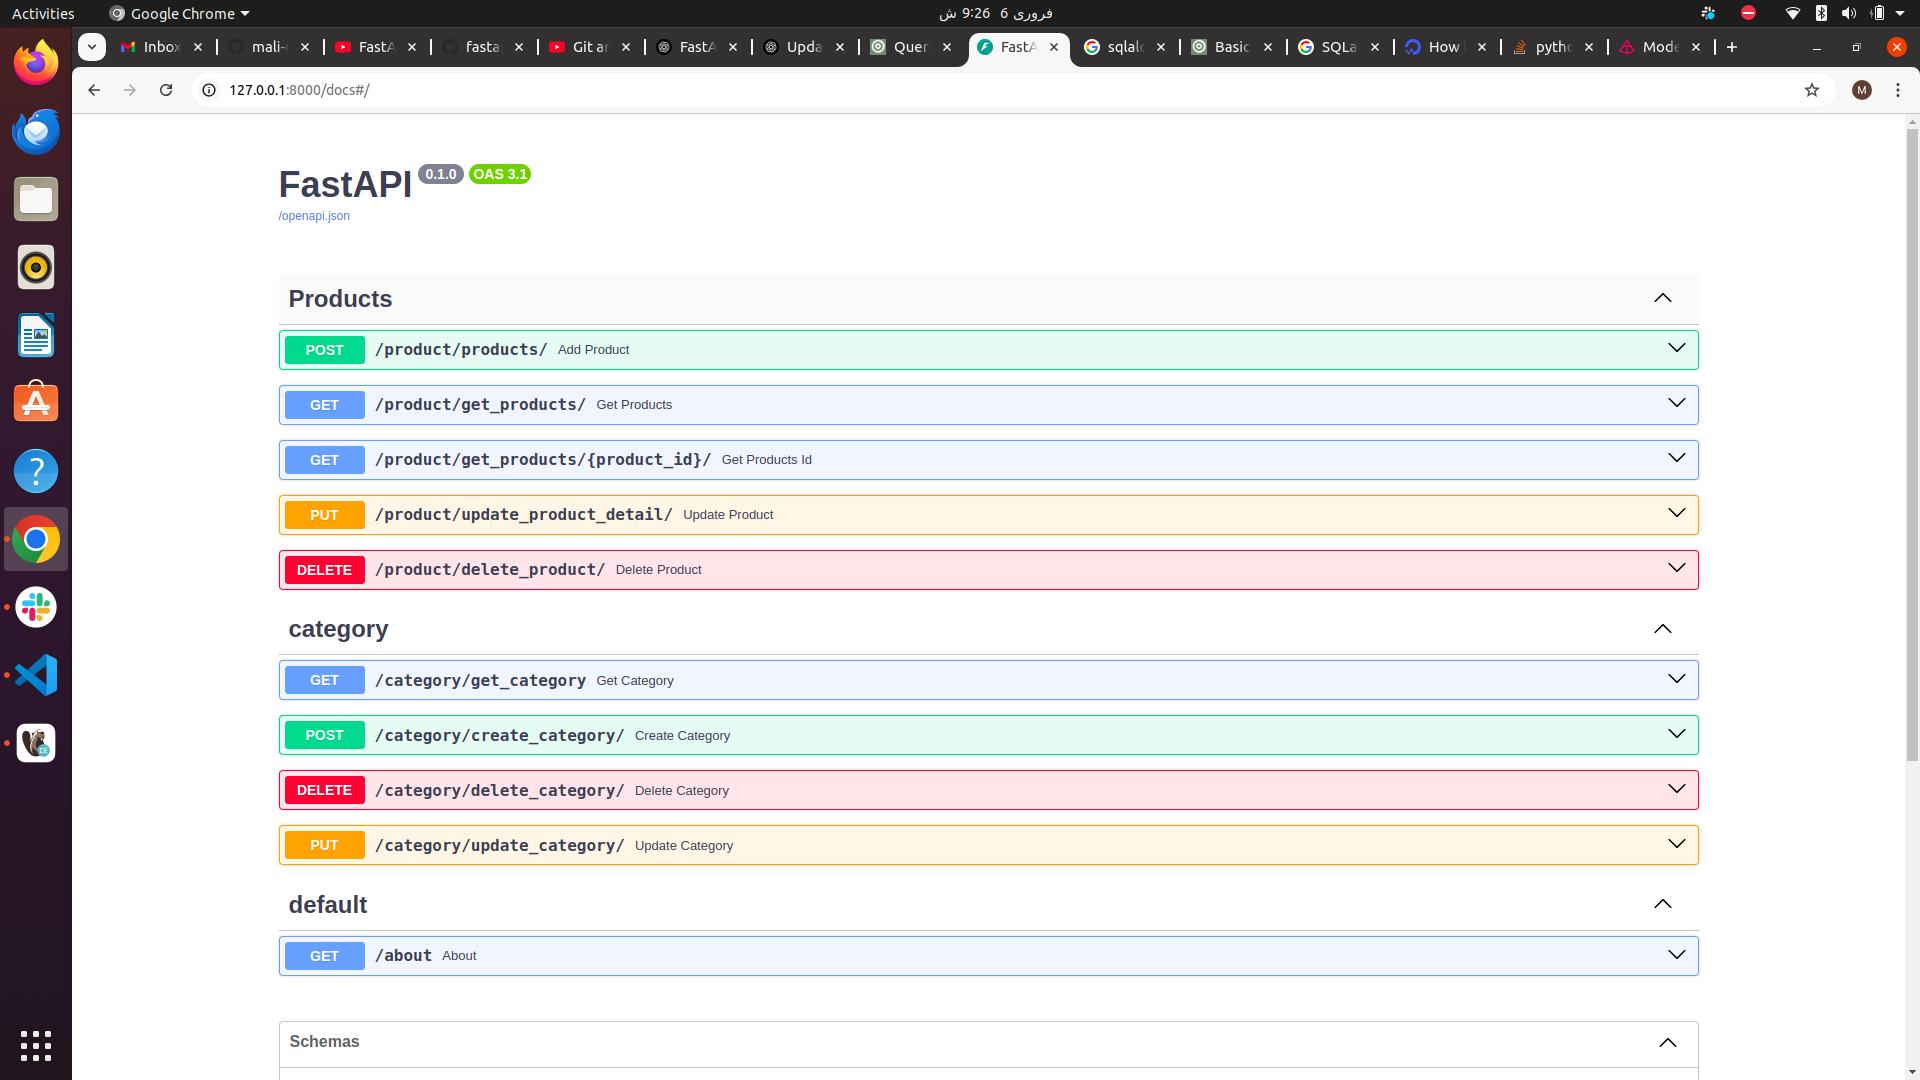 Activities Google Chrome فروری 6 9:26 ش
Inbox mali- FastA fasta Git ar FastA Upda Quer FastA sqlal Basic SQLa How pyth Mode
127.0.0.1:8000/docs#/ M
FastAPI 0.1.0 OAS 3.1
/openapi.json
Products
POST /product/products/ Add Product
GET /product/get_products/ Get Products
GET /product/get_products/{product_id}/ Get Products Id
PUT /product/update_product_detail/ Update Product
DELETE /product/delete_product/ Delete Product
category
GET /category/get_category Get Category
POST /category/create_category/ Create Category
DELETE /category/delete_category/ Delete Category
PUT /category/update_category/ Update Category
default
GET /about About
Schemas